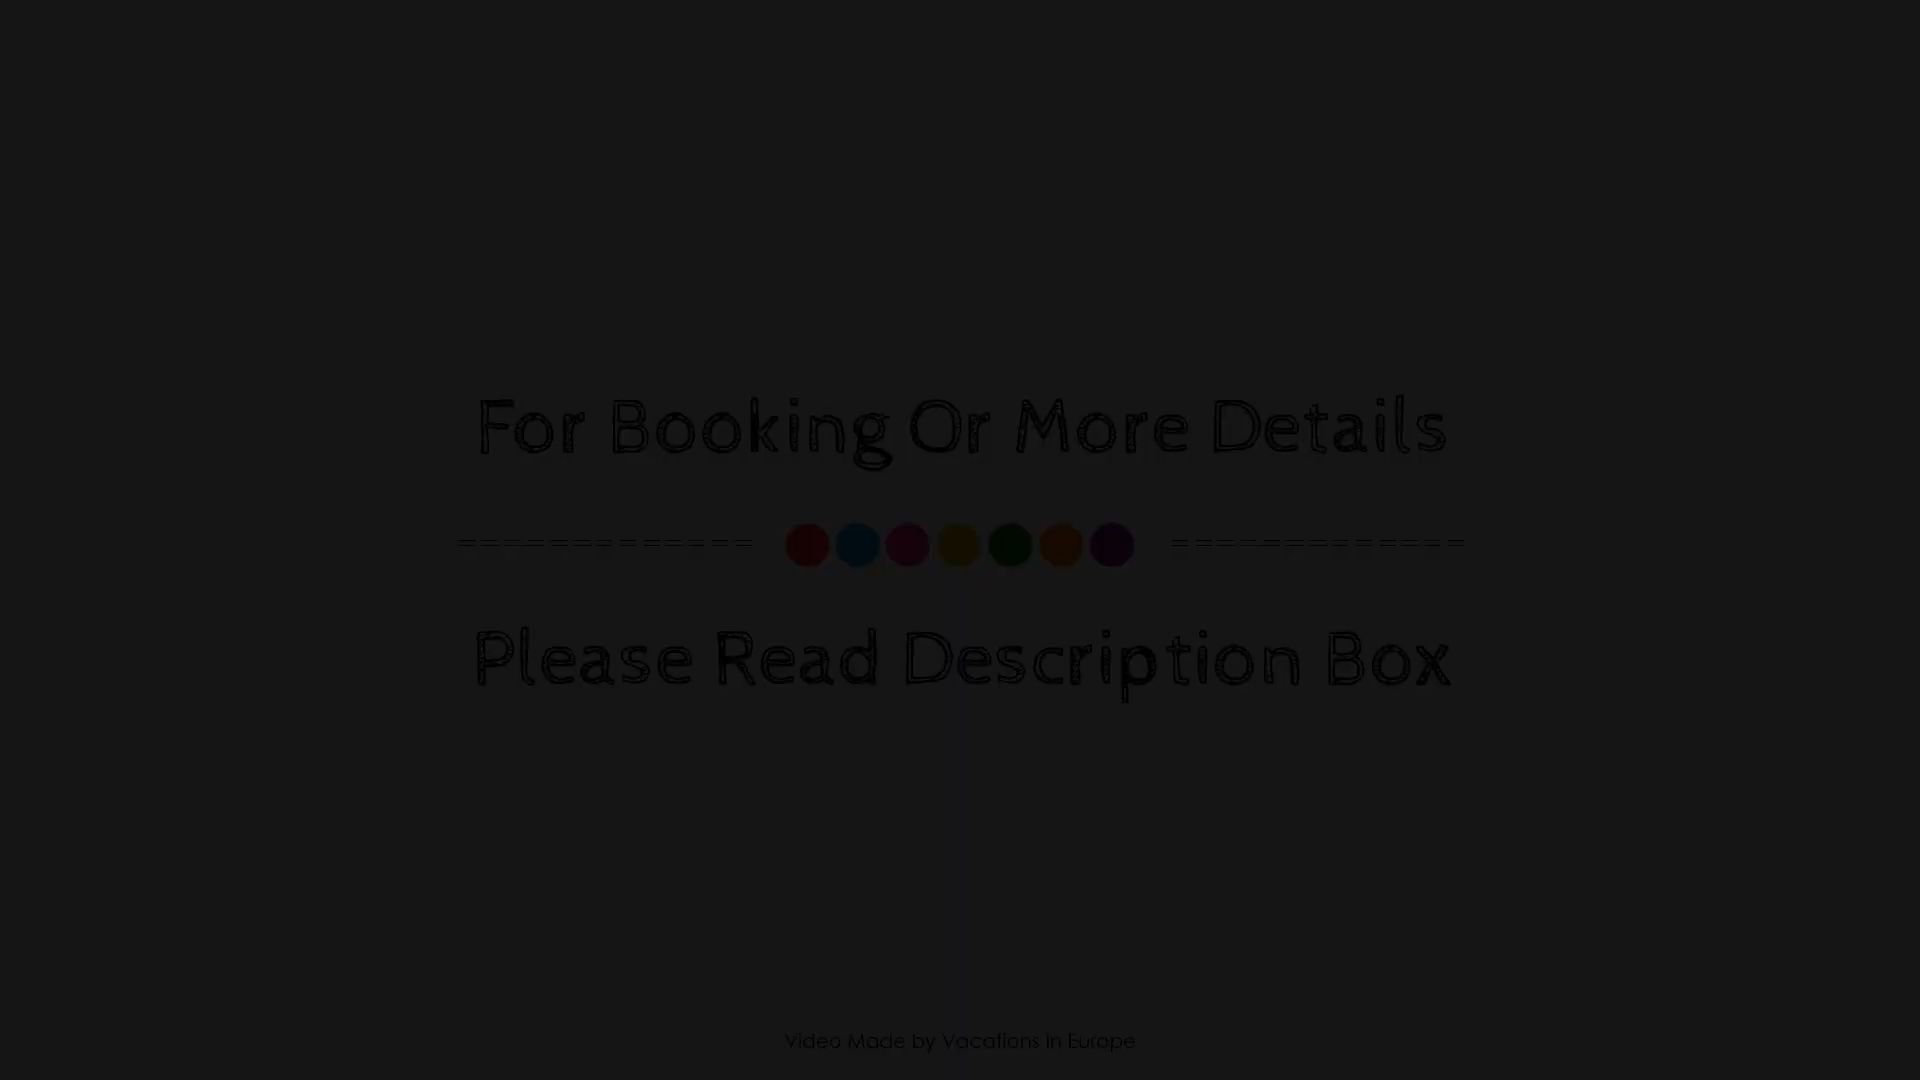 For Booking Or More Details
============= =============
Please Read Description Box
Video Made by Vacations in Europe